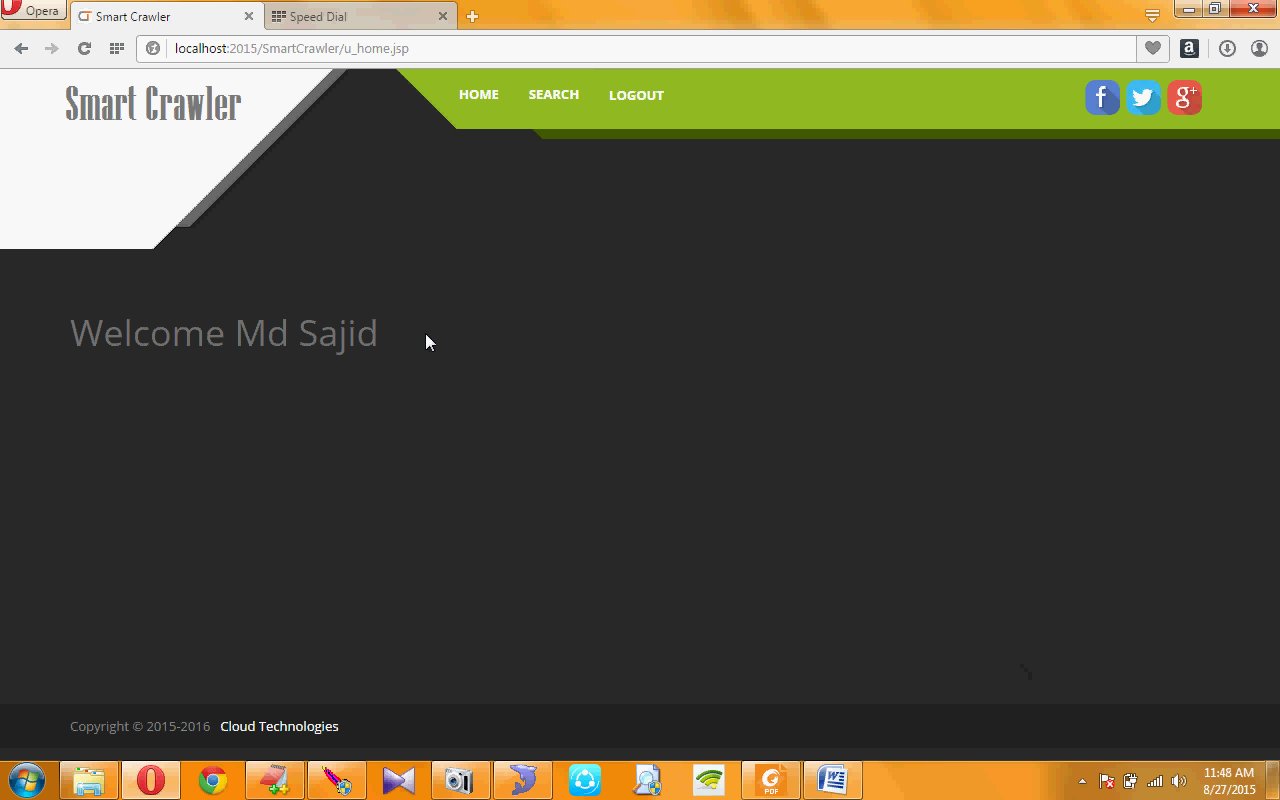 Opera
Smart Crawler
Speed Dial
localhost:2015/SmartCrawler/u_home.jsp
Smart Crawler
HOME
SEARCH
LOGOUT
Welcome Md Sajid
Copyright © 2015-2016 Cloud Technologies
PDF
11:48 AM
8/27/2015